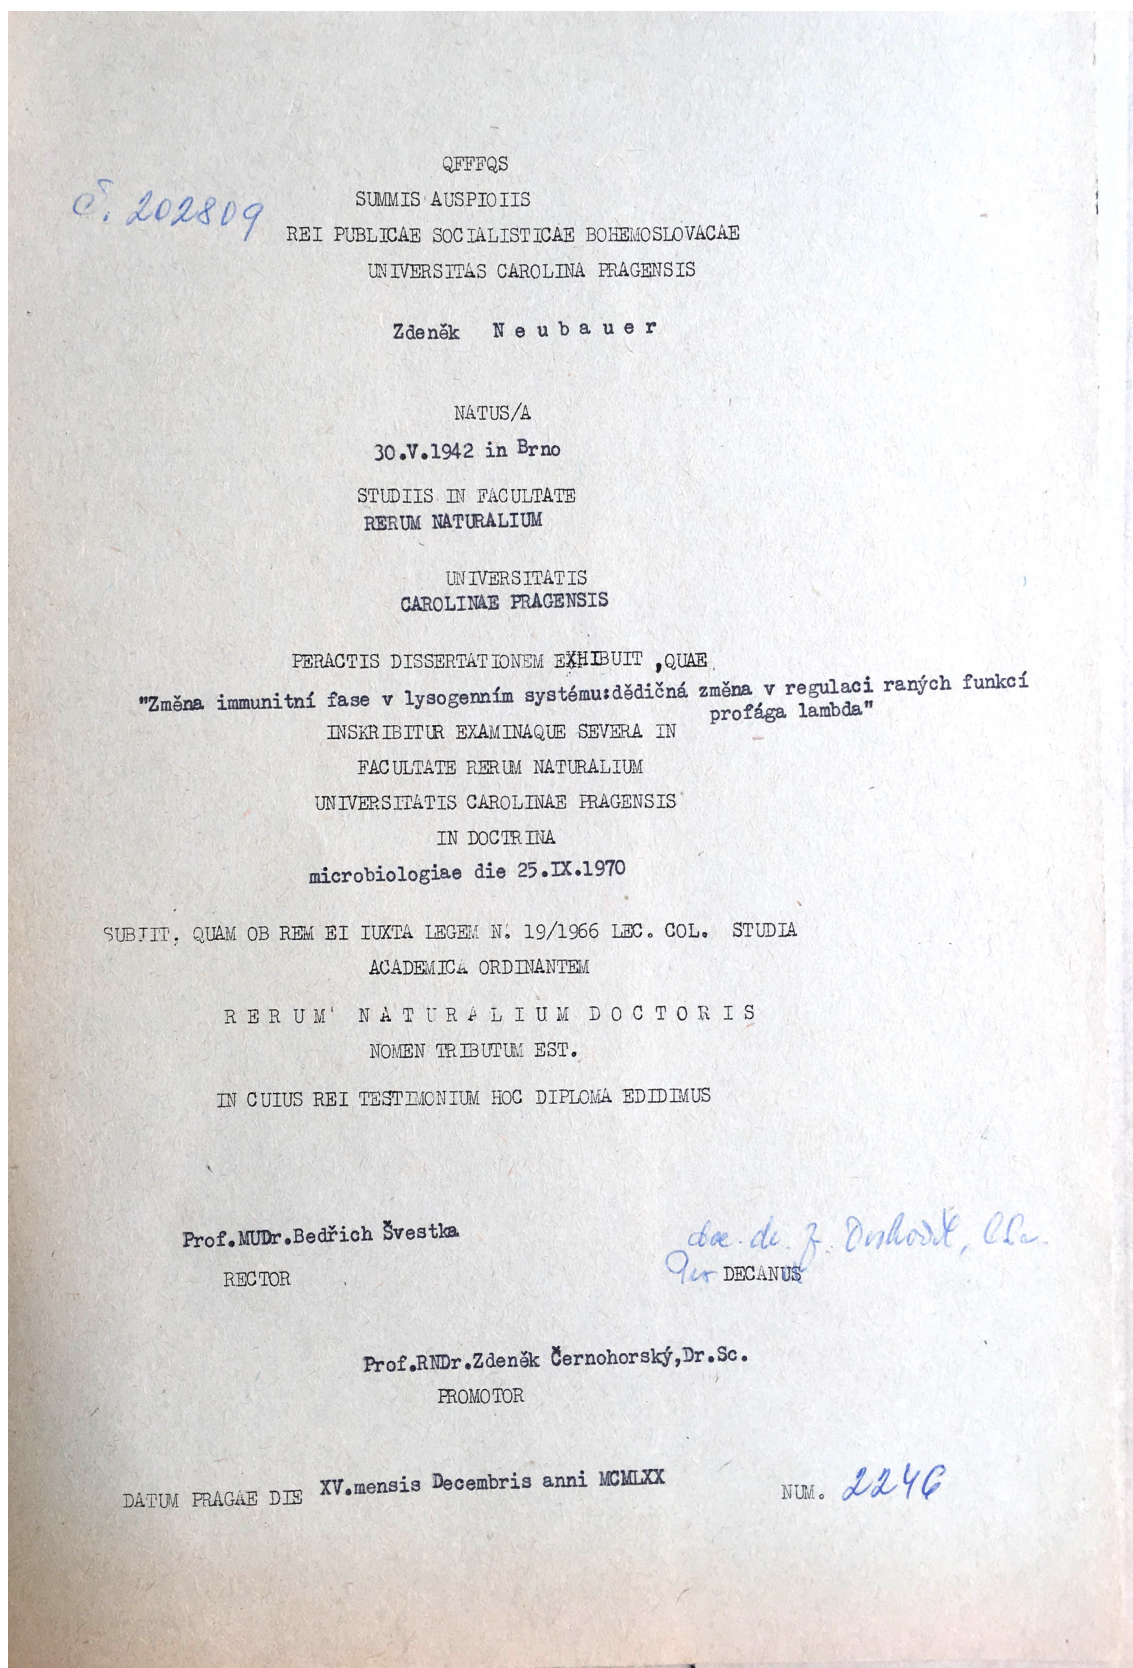 QFFFQS
č. 202809
SUMMIS AUSPIOIIS
REI PUBLICAE SOCIALISTICAE BOHEMOSLOVACAE
UNIVERSITAS CAROLINA PRAGENSIS
Zdeněk Neubauer
NATUS/A
30.V.1942 in Brno
STUDIIS IN FACULTATE
RERUM NATURALIUM
UNIVERSITATIS
CAROLINAE PRAGENSIS
PERACTIS DISSERTATIONEM EXHIBUIT ,QUAE
"Změna immunitní fase v lysogenním systému:dědičná změna v regulaci raných funkcí
profága lambda"
INSKRIBITUR EXAMINAQUE SEVERA IN
FACULTATE RERUM NATURALIUM
UNIVERSITATIS CAROLINAE PRAGENSIS
IN DOCTRINA
microbiologiae die 25.IX.1970
SUBJIT. QUAM OB REM EI IUXTA LEGEM N. 19/1966 LEC. COL. STUDIA
ACADEMICA ORDINANTEM
RERUM NATURALIUM DOCTORIS
NOMEN TRIBUTUM EST.
IN CUIUS REI TESTIMONIUM HOC DIPLOMA EDIDIMUS
Prof.MUDr.Bedřich Švestka
RECTOR
doc. dr. Z. CSc.
DECANUS
Prof.RNDr.Zdeněk Černohorský,Dr.Sc.
PROMOTOR
DATUM PRAGAE DIE XV.mensis Decembris anni MCMLXX NUM. 2246